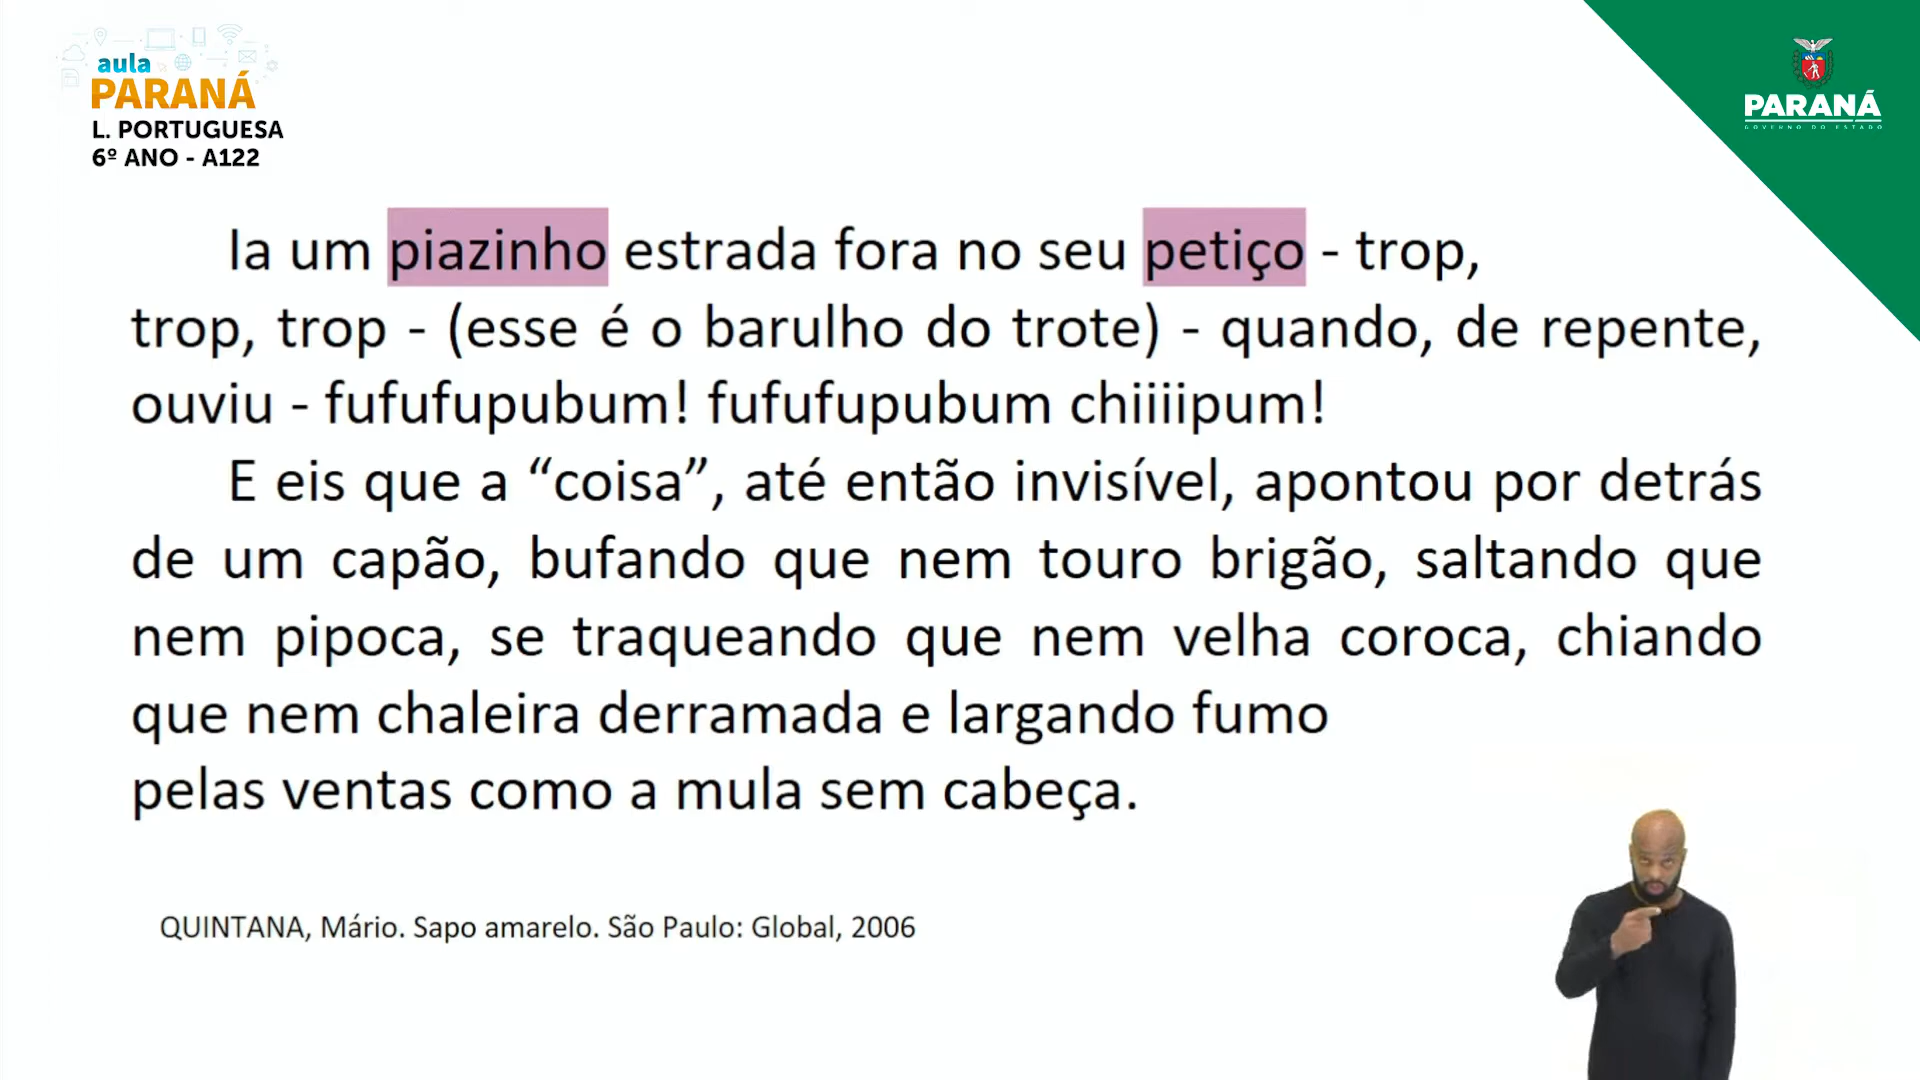 aula
PARANÁ
L. PORTUGUESA
6º ANO - A122
PARANÁ
GOVERNO DO ESTADO
Ia um piazinho estrada fora no seu petiço - trop,
trop, trop - (esse é o barulho do trote) - quando, de repente,
ouviu - fufufupubum! fufufupubum chiiiipum!
E eis que a “coisa”, até então invisível, apontou por detrás
de um capão, bufando que nem touro brigão, saltando que
nem pipoca, se traqueando que nem velha coroca, chiando
que nem chaleira derramada e largando fumo
pelas ventas como a mula sem cabeça.
QUINTANA, Mário. Sapo amarelo. São Paulo: Global, 2006